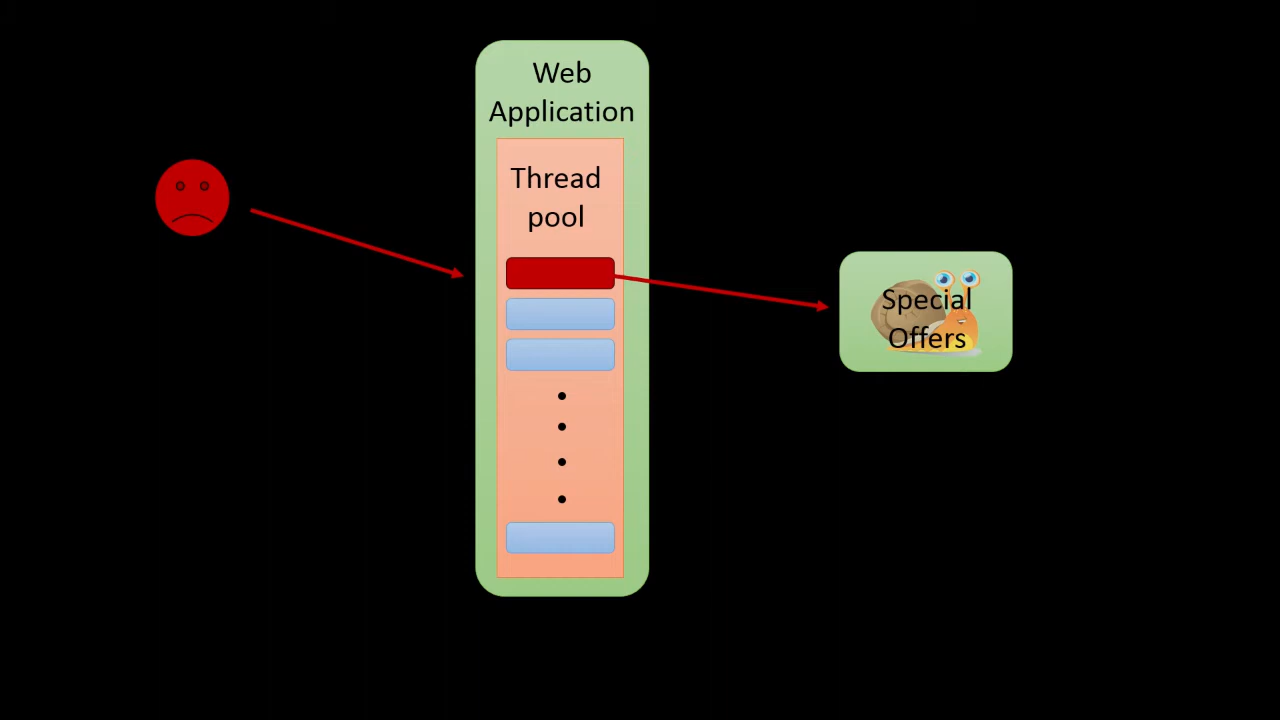 Web
Application
Thread
pool
Special
Offers